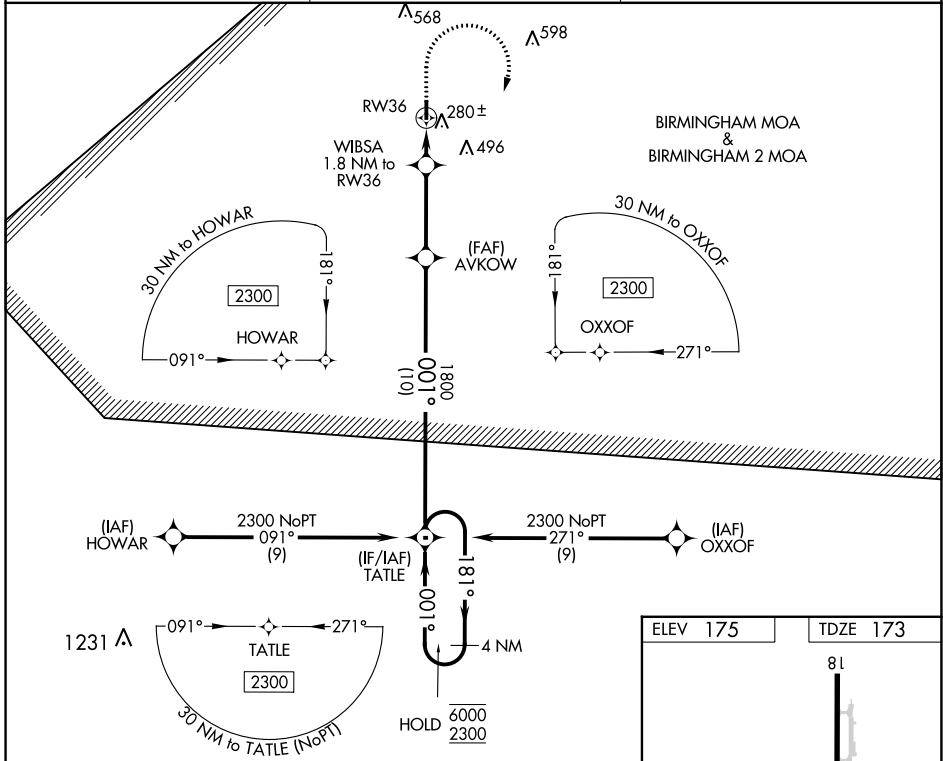 568
598
RW36
280±
WIBSA
1.8 NM to
RW36
496
BIRMINGHAM MOA
&
BIRMINGHAM 2 MOA
30 NM to HOWAR
181°
2300
HOWAR
091°
(FAF)
AVKOW
30 NM to OXXOF
181°
2300
OXXOF
271°
1800
001°
(10)
(IAF)
HOWAR
2300 NoPT
091°
(9)
(IF/IAF)
TATLE
2300 NoPT
271°
(9)
(IAF)
OXXOF
001°
181°
4 NM
HOLD
6000
2300
1231
091°
271°
TATLE
2300
30 NM to TATLE (NoPT)
ELEV 175
TDZE 173
18